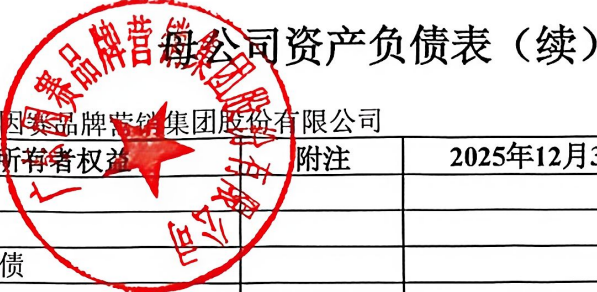 母公司资产负债表（续）
因赛品牌营销集团股份有限公司
所有者权益
附注
2025年12月3
债
广东因赛品牌营销集团股份有限公司